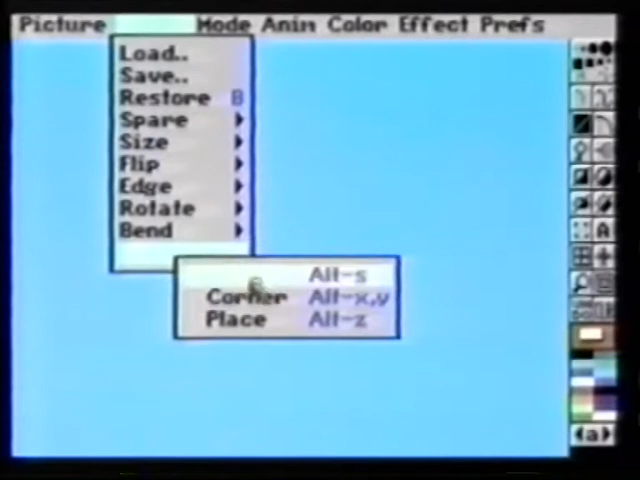 Picture Mode Anim Color Effect Prefs
Load..
Save..
Restore B
Spare
Size
Flip
Edge
Rotate
Bend
Alt-s
Corner Alt-x,y
Place Alt-z
A
a